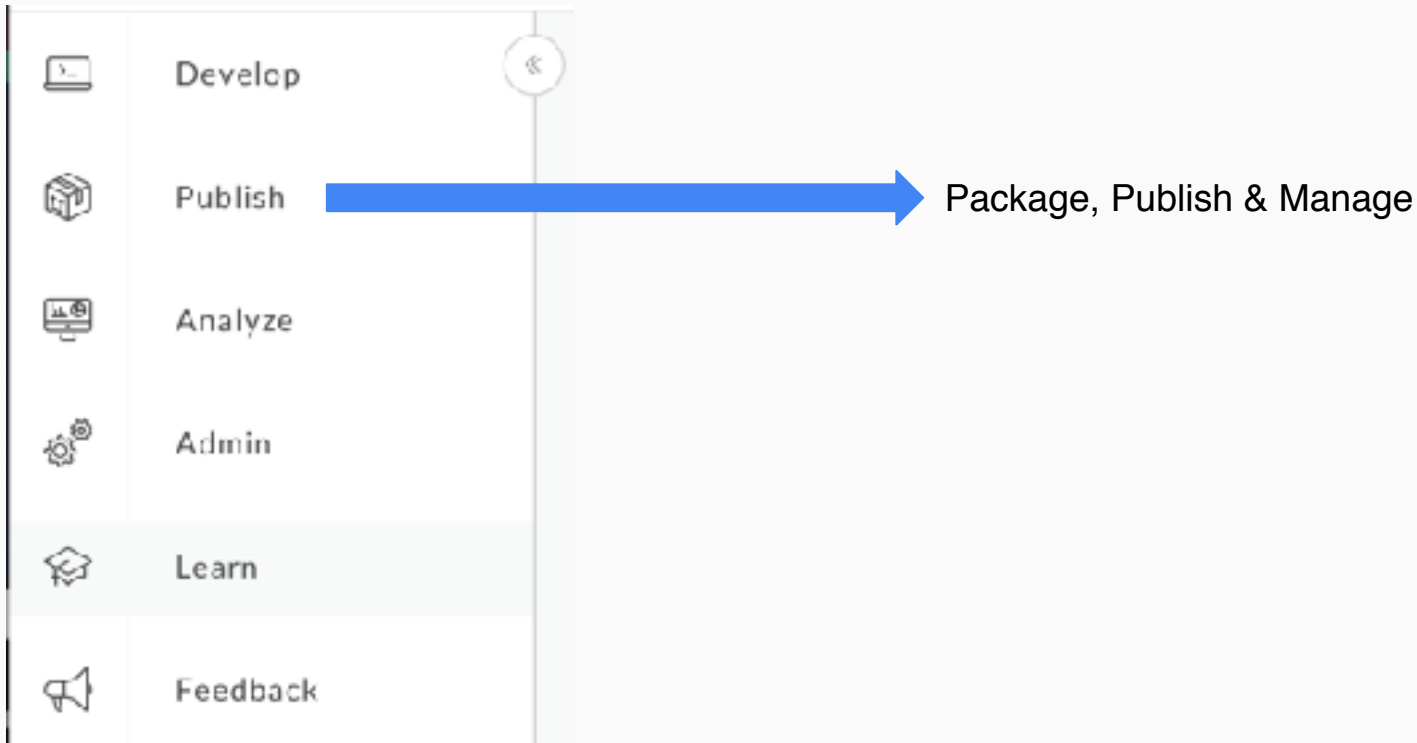 Develop
Publish
Package, Publish & Manage
Analyze
Admin
Learn
Feedback